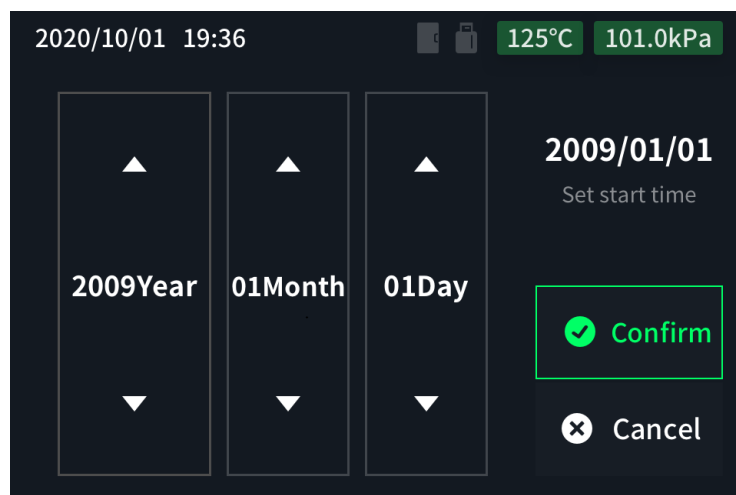 2020/10/01 19:36
125℃ 101.0kPa
2009Year 01Month 01Day
2009/01/01
Set start time
Confirm
Cancel